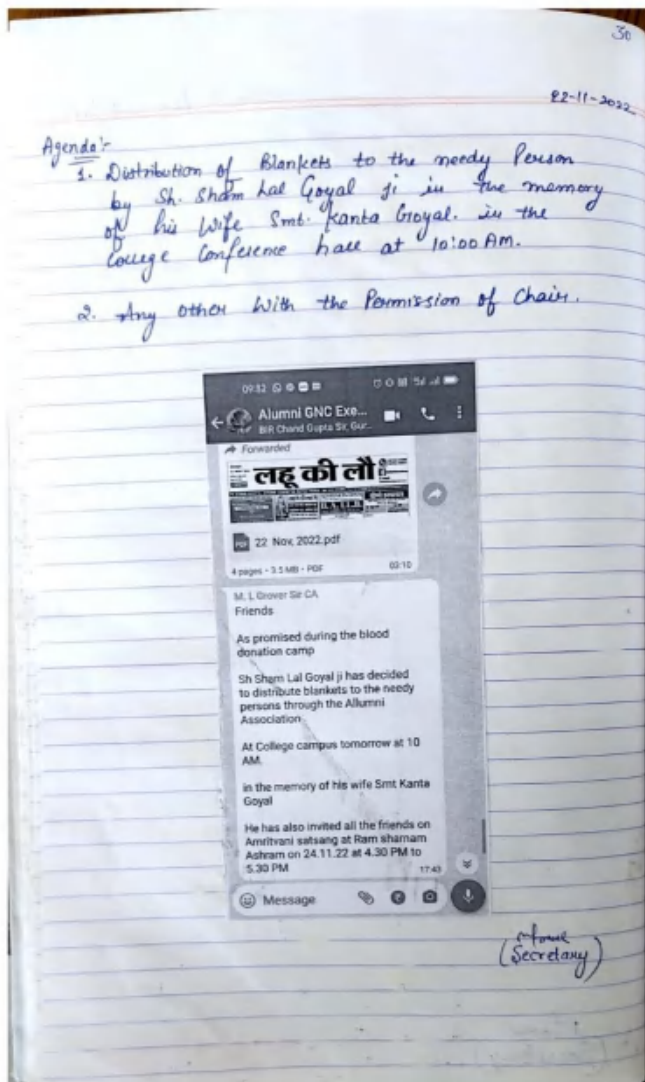 30
22-11-2022
Agenda:-
1. Distribution of Blankets to the needy Person
by Sh. Sham Lal Goyal ji in the memory
of his Wife Smt. Kanta Goyal. in the
College Conference hall at 10:00 AM.
2. Any other With the Permission of Chair.
09:32
Alumni GNC Exe...
BIR Chand Gupta Sir, Gur...
Forwarded
लहू की लौ
PDF
22 Nov, 2022.pdf
4 pages • 3.5 MB • PDF
03:10
M. L Grover Sir CA
Friends
As promised during the blood
donation camp
Sh Sham Lal Goyal ji has decided
to distribute blankets to the needy
persons through the Allumni
Association
At College campus tomorrow at 10
AM.
in the memory of his wife Smt Kanta
Goyal
He has also invited all the friends on
Amritvani satsang at Ram sharnam
Ashram on 24.11.22 at 4.30 PM to
5.30 PM
17:43
Message
(Secretary)